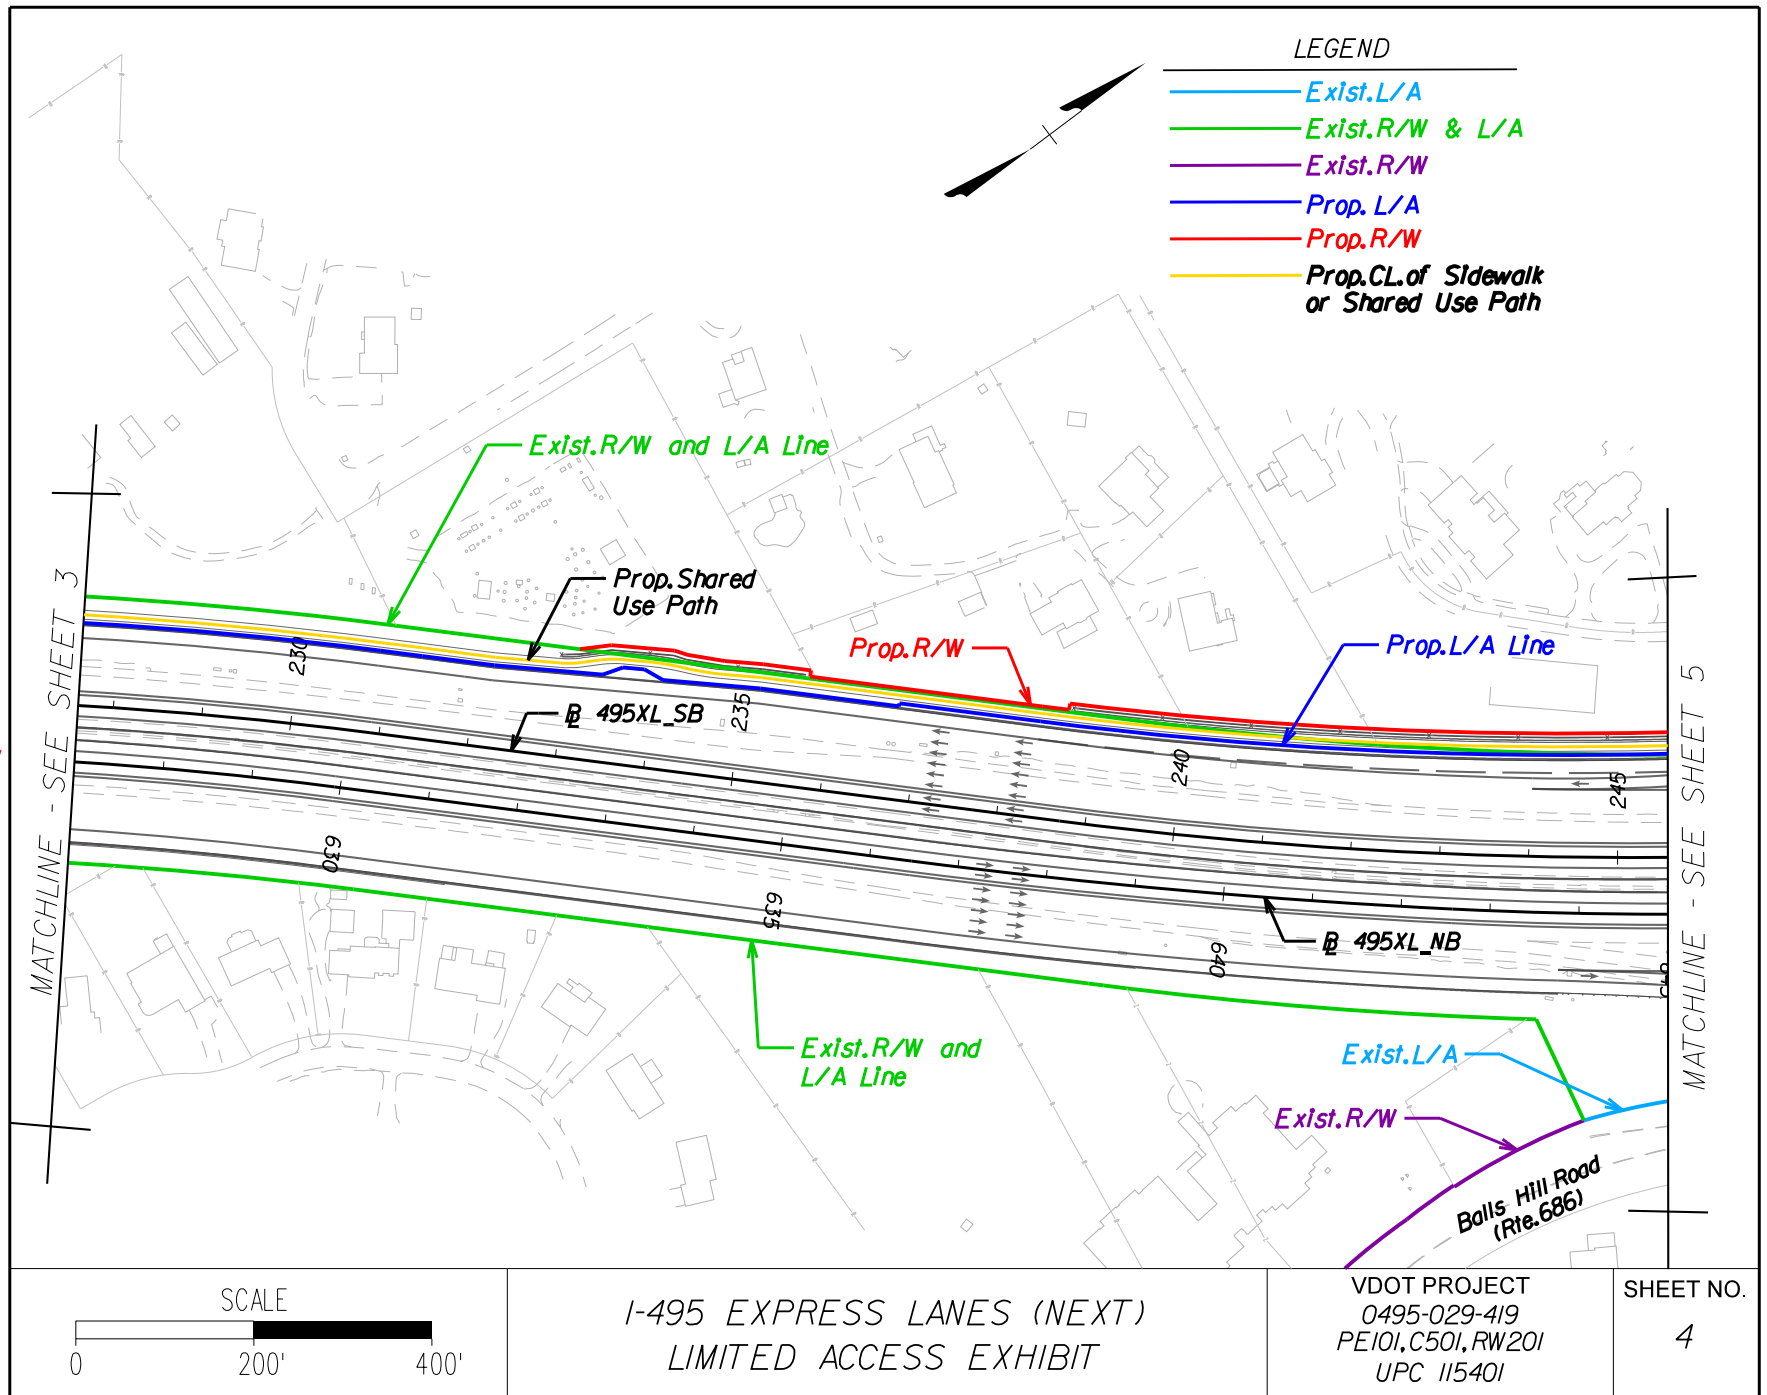 LEGEND
Exist. L/A
Exist. R/W & L/A
Exist. R/W
Prop. L/A
Prop. R/W
Prop. CL. of Sidewalk
or Shared Use Path
Exist. R/W and L/A Line
Prop. Shared
Use Path
Prop. R/W
Prop. L/A Line
230
235
240
245
495XL_SB
MATCHLINE - SEE SHEET 3
MATCHLINE - SEE SHEET 5
630
635
640
495XL_NB
Exist. R/W and
L/A Line
Exist. L/A
Exist. R/W
Balls Hill Road
(Rte. 686)
SCALE
0 200' 400'
I-495 EXPRESS LANES (NEXT)
LIMITED ACCESS EXHIBIT
VDOT PROJECT
0495-029-419
PE101, C501, RW201
UPC 115401
SHEET NO.
4